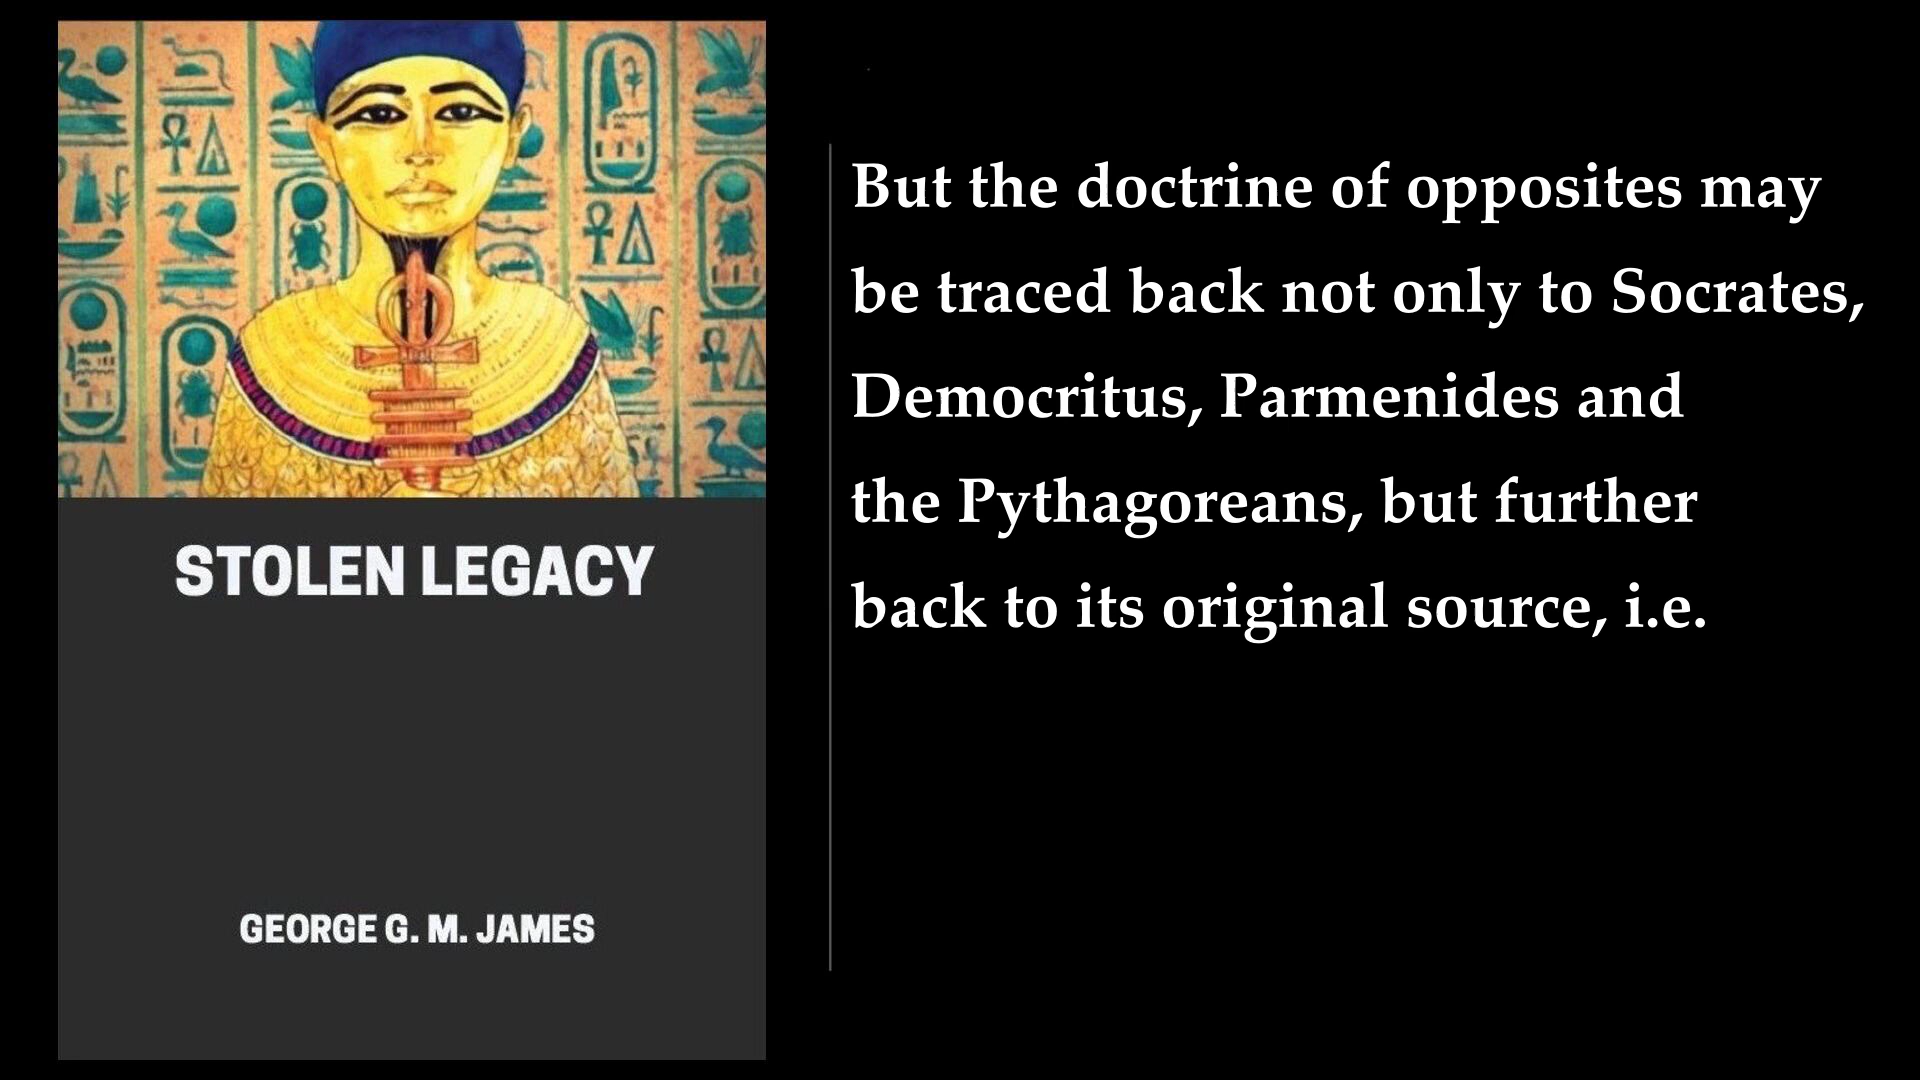 STOLEN LEGACY
GEORGE G. M. JAMES
But the doctrine of opposites may
be traced back not only to Socrates,
Democritus, Parmenides and
the Pythagoreans, but further
back to its original source, i.e.